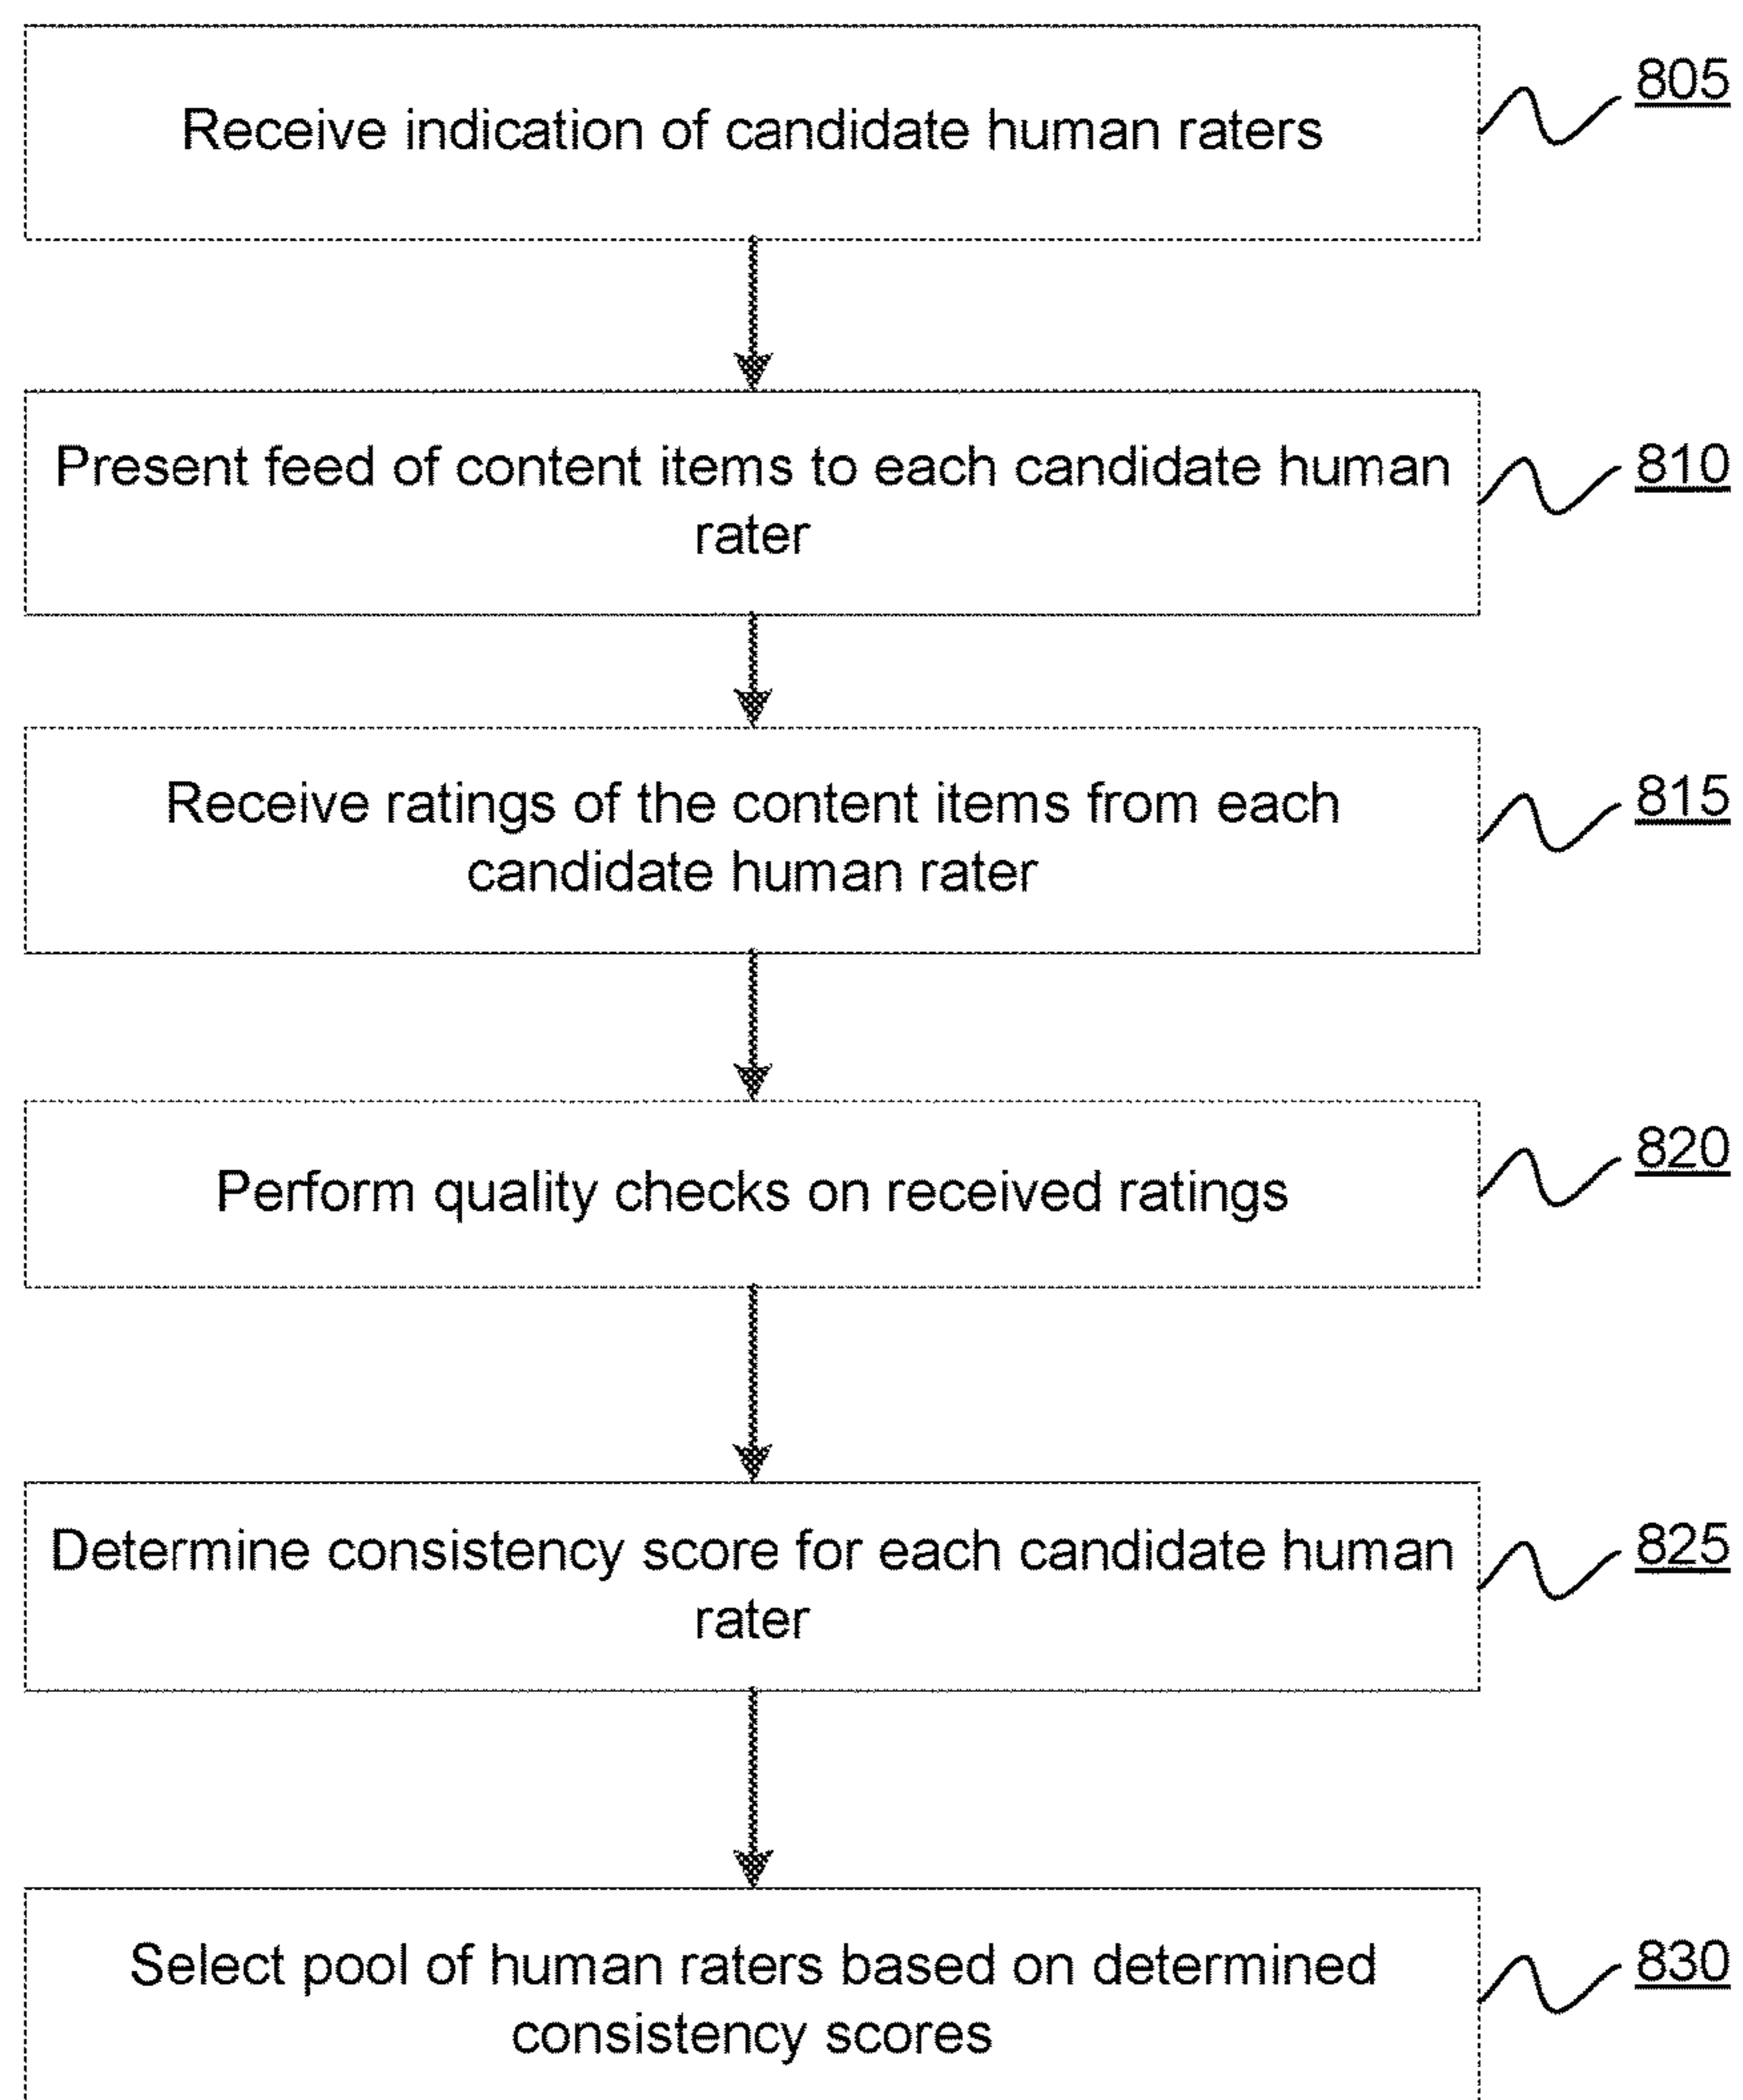 Receive indication of candidate human raters
805
Present feed of content items to each candidate human
rater
810
Receive ratings of the content items from each
candidate human rater
815
Perform quality checks on received ratings
820
Determine consistency score for each candidate human
rater
825
Select pool of human raters based on determined
consistency scores
830